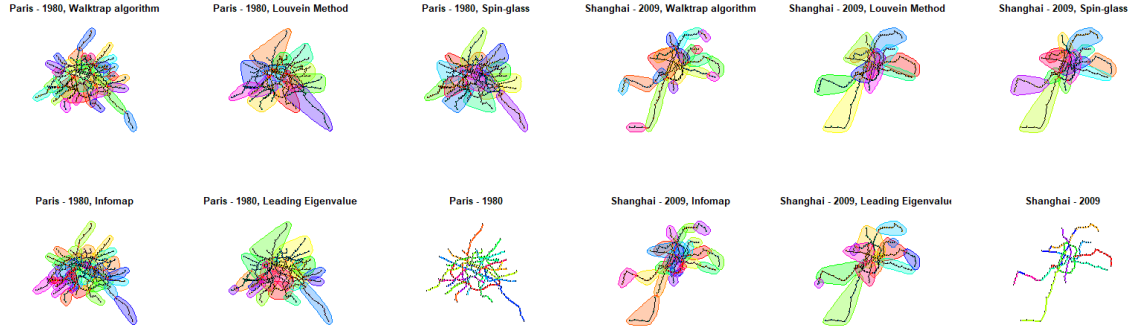 Paris - 1980, Walktrap algorithm
Paris - 1980, Louvein Method
Paris - 1980, Spin-glass
Shanghai - 2009, Walktrap algorithm
Shanghai - 2009, Louvein Method
Shanghai - 2009, Spin-glass
Paris - 1980, Infomap
Paris - 1980, Leading Eigenvalue
Paris - 1980
Shanghai - 2009, Infomap
Shanghai - 2009, Leading Eigenvalu
Shanghai - 2009